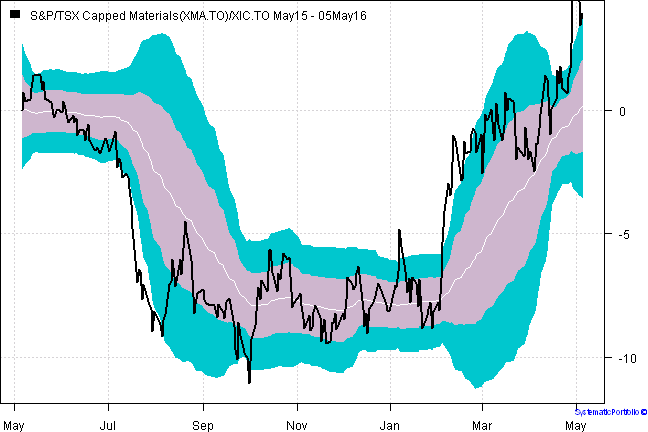 S&P/TSX Capped Materials(XMA.TO)/XIC.TO May15 - 05May16
0
-5
-10
SystematicPortfolio ©
May Jul Sep Nov Jan Mar May